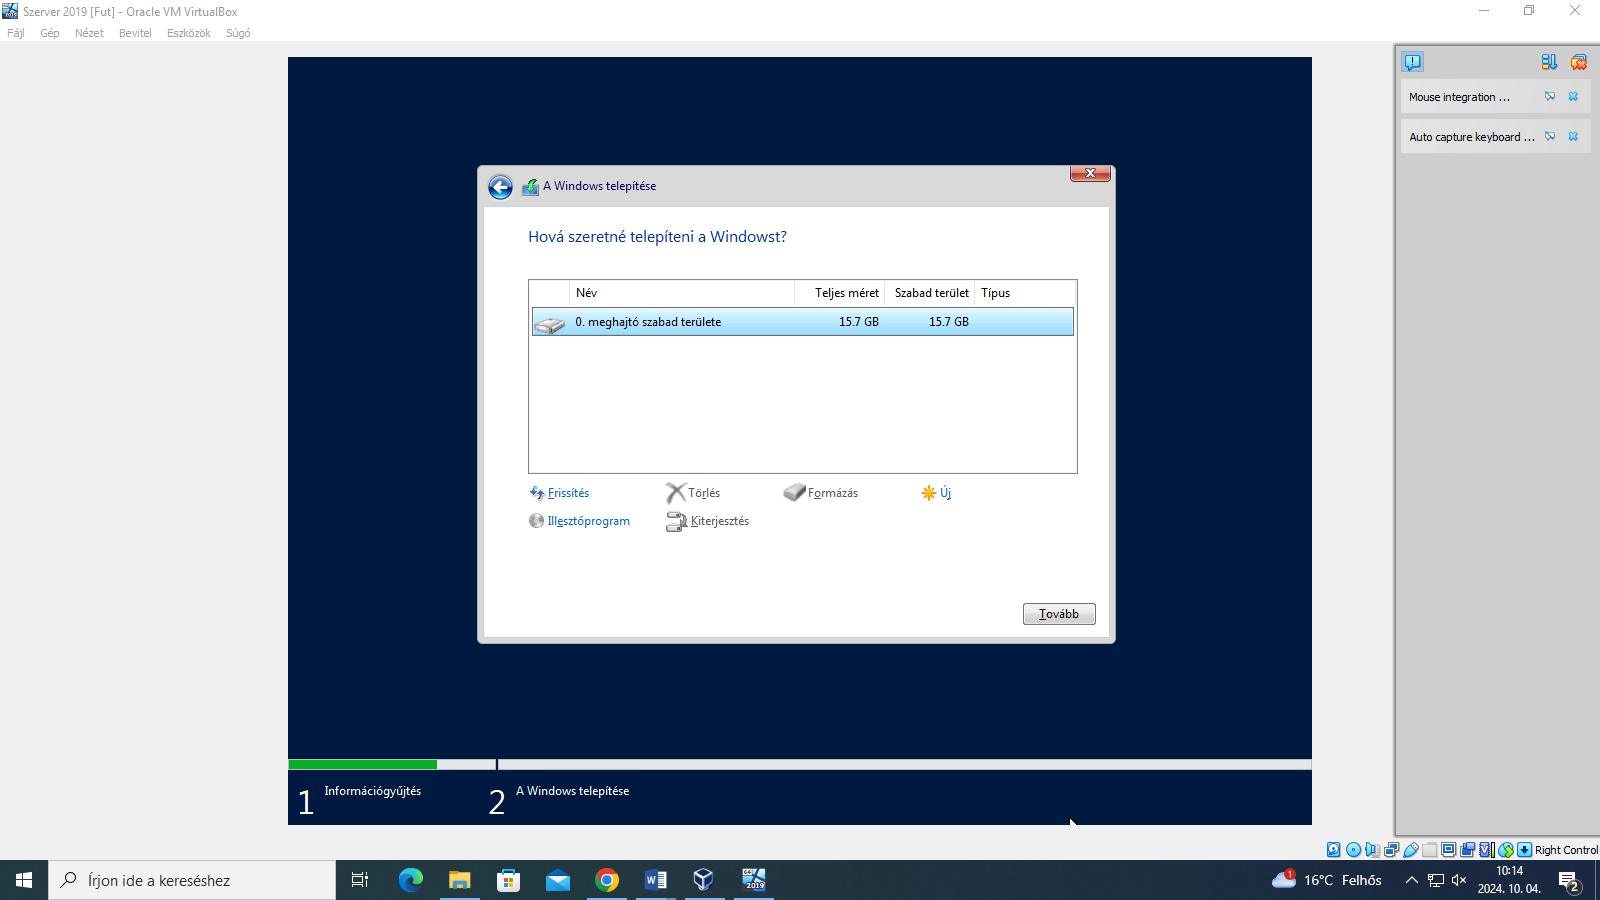 Szerver 2019 [Fut] - Oracle VM VirtualBox
Fájl Gép Nézet Bevitel Eszközök Súgó
Mouse integration ...
Auto capture keyboard ...
A Windows telepítése
Hová szeretné telepíteni a Windowst?
Név Teljes méret Szabad terület Típus
0. meghajtó szabad területe 15.7 GB 15.7 GB
Frissítés Törlés Formázás Új
Illesztőprogram Kiterjesztés
Tovább
1 Információgyűjtés 2 A Windows telepítése
Right Control
Írjon ide a kereséshez
1 16°C Felhős
10:14
2024. 10. 04.
2